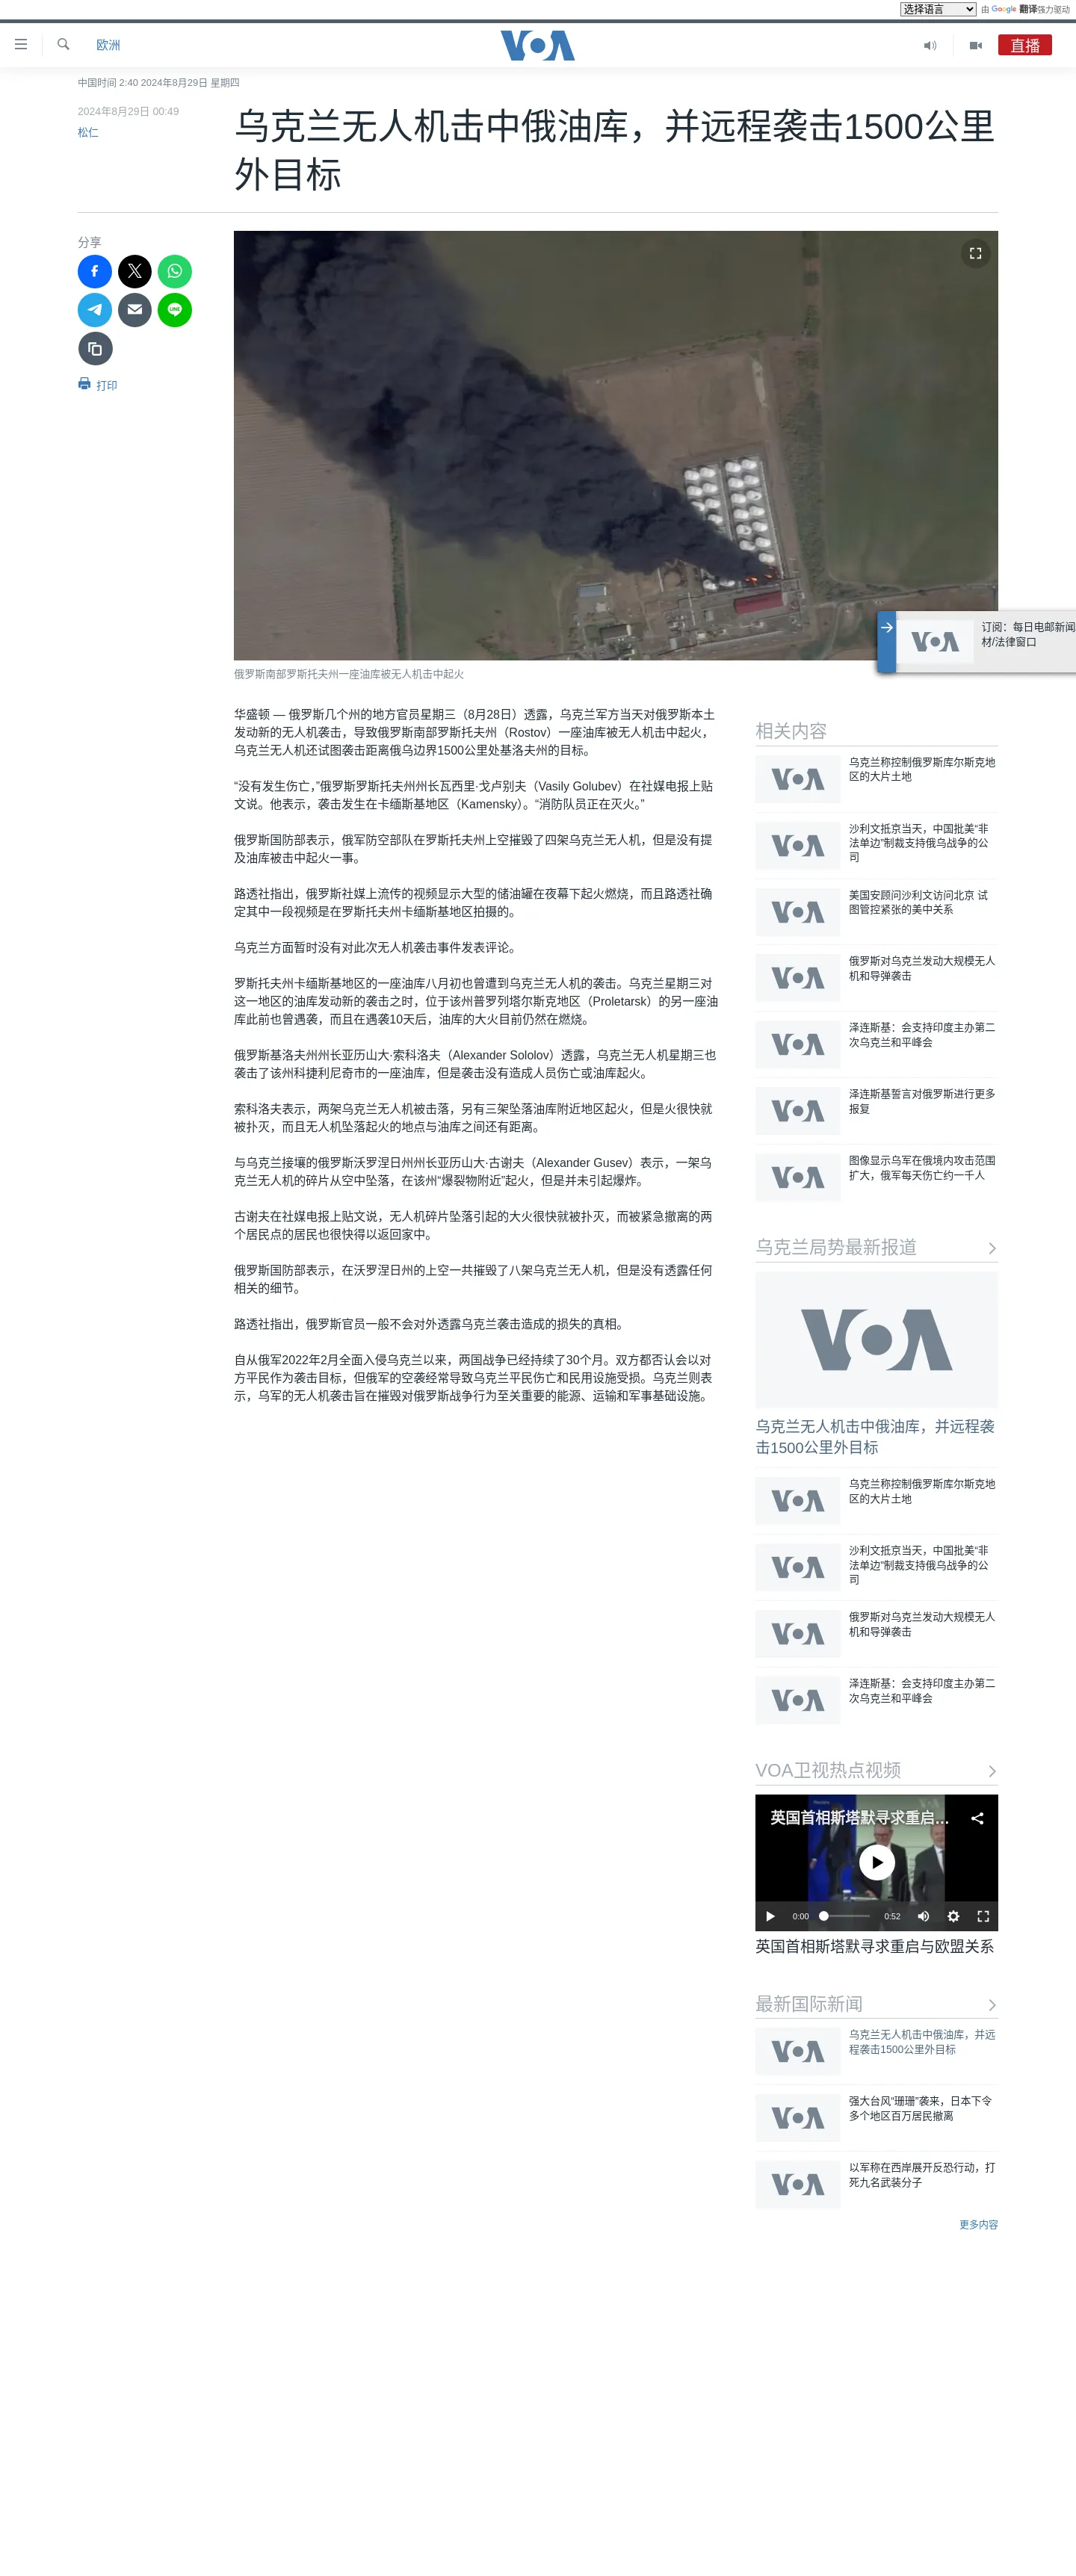 选择语言 由 Google 翻译强力驱动
欧洲
VOA
直播
中国时间 2:40 2024年8月29日 星期四
2024年8月29日 00:49
松仁
乌克兰无人机击中俄油库，并远程袭击1500公里
外目标
分享
LINE
打印
俄罗斯南部罗斯托夫州一座油库被无人机击中起火
VOA
订阅：每日电邮新闻
材/法律窗口
华盛顿 — 俄罗斯几个州的地方官员星期三（8月28日）透露，乌克兰军方当天对俄罗斯本土
发动新的无人机袭击，导致俄罗斯南部罗斯托夫州（Rostov）一座油库被无人机击中起火，
乌克兰无人机还试图袭击距离俄乌边界1500公里处基洛夫州的目标。
“没有发生伤亡，”俄罗斯罗斯托夫州州长瓦西里·戈卢别夫（Vasily Golubev）在社媒电报上贴
文说。他表示，袭击发生在卡缅斯基地区（Kamensky）。“消防队员正在灭火。”
俄罗斯国防部表示，俄军防空部队在罗斯托夫州上空摧毁了四架乌克兰无人机，但是没有提
及油库被击中起火一事。
路透社指出，俄罗斯社媒上流传的视频显示大型的储油罐在夜幕下起火燃烧，而且路透社确
定其中一段视频是在罗斯托夫州卡缅斯基地区拍摄的。
乌克兰方面暂时没有对此次无人机袭击事件发表评论。
罗斯托夫州卡缅斯基地区的一座油库八月初也曾遭到乌克兰无人机的袭击。乌克兰星期三对
这一地区的油库发动新的袭击之时，位于该州普罗列塔尔斯克地区（Proletarsk）的另一座油
库此前也曾遇袭，而且在遇袭10天后，油库的大火目前仍然在燃烧。
俄罗斯基洛夫州州长亚历山大·索科洛夫（Alexander Sololov）透露，乌克兰无人机星期三也
袭击了该州科捷利尼奇市的一座油库，但是袭击没有造成人员伤亡或油库起火。
索科洛夫表示，两架乌克兰无人机被击落，另有三架坠落油库附近地区起火，但是火很快就
被扑灭，而且无人机坠落起火的地点与油库之间还有距离。
与乌克兰接壤的俄罗斯沃罗涅日州州长亚历山大·古谢夫（Alexander Gusev）表示，一架乌
克兰无人机的碎片从空中坠落，在该州“爆裂物附近”起火，但是并未引起爆炸。
古谢夫在社媒电报上贴文说，无人机碎片坠落引起的大火很快就被扑灭，而被紧急撤离的两
个居民点的居民也很快得以返回家中。
俄罗斯国防部表示，在沃罗涅日州的上空一共摧毁了八架乌克兰无人机，但是没有透露任何
相关的细节。
路透社指出，俄罗斯官员一般不会对外透露乌克兰袭击造成的损失的真相。
自从俄军2022年2月全面入侵乌克兰以来，两国战争已经持续了30个月。双方都否认会以对
方平民作为袭击目标，但俄军的空袭经常导致乌克兰平民伤亡和民用设施受损。乌克兰则表
示，乌军的无人机袭击旨在摧毁对俄罗斯战争行为至关重要的能源、运输和军事基础设施。
相关内容
VOA
乌克兰称控制俄罗斯库尔斯克地
区的大片土地
VOA
沙利文抵京当天，中国批美“非
法单边”制裁支持俄乌战争的公
司
VOA
美国安顾问沙利文访问北京 试
图管控紧张的美中关系
VOA
俄罗斯对乌克兰发动大规模无人
机和导弹袭击
VOA
泽连斯基：会支持印度主办第二
次乌克兰和平峰会
VOA
泽连斯基誓言对俄罗斯进行更多
报复
VOA
图像显示乌军在俄境内攻击范围
扩大，俄军每天伤亡约一千人
乌克兰局势最新报道
VOA
乌克兰无人机击中俄油库，并远程袭
击1500公里外目标
VOA
乌克兰称控制俄罗斯库尔斯克地
区的大片土地
VOA
沙利文抵京当天，中国批美“非
法单边”制裁支持俄乌战争的公
司
VOA
俄罗斯对乌克兰发动大规模无人
机和导弹袭击
VOA
泽连斯基：会支持印度主办第二
次乌克兰和平峰会
VOA卫视热点视频
英国首相斯塔默寻求重启...
0:00 0:52
英国首相斯塔默寻求重启与欧盟关系
最新国际新闻
VOA
乌克兰无人机击中俄油库，并远
程袭击1500公里外目标
VOA
强大台风“珊珊”袭来，日本下令
多个地区百万居民撤离
VOA
以军称在西岸展开反恐行动，打
死九名武装分子
更多内容